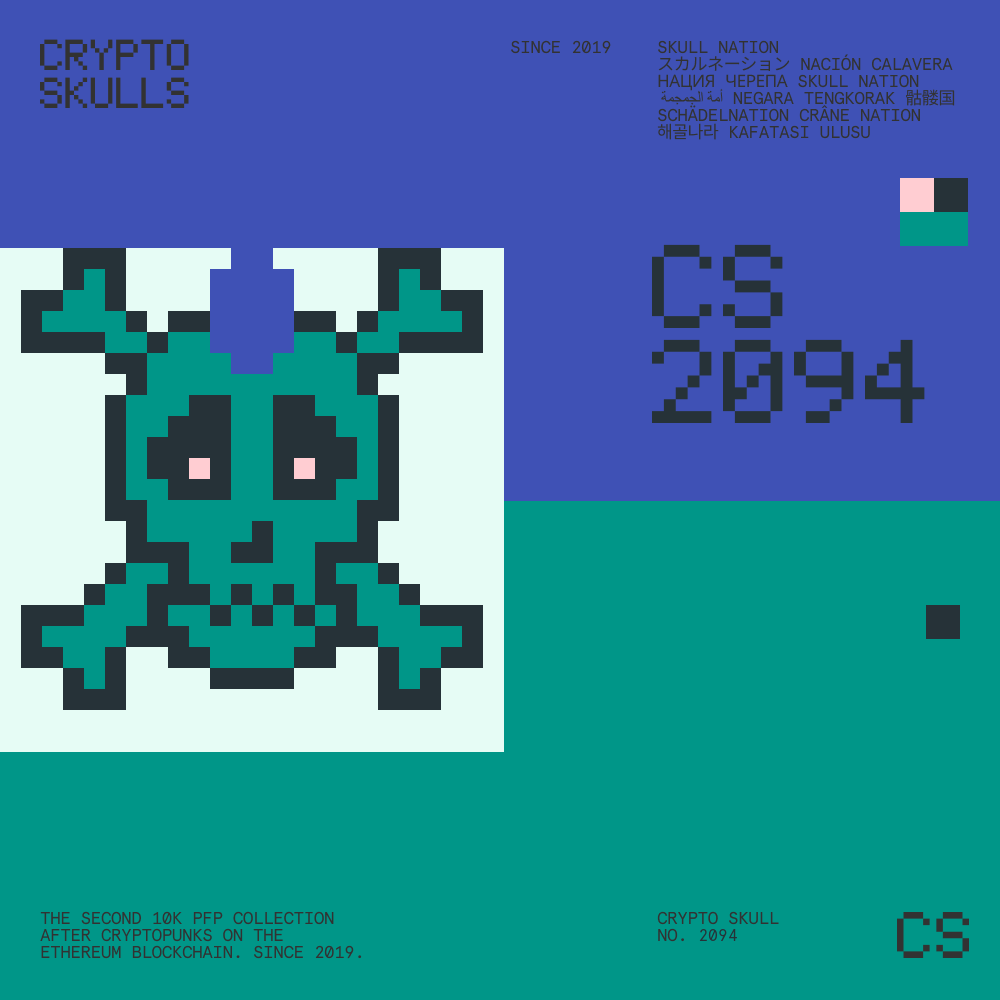 CRYPTO
SKULLS
SINCE 2019
SKULL NATION
スカルネーション NACIÓN CALAVERA
НАЦИЯ ЧЕРЕПА SKULL NATION
أمة الجمجمة NEGARA TENGKORAK 骷髅国
SCHÄDELNATION CRÂNE NATION
해골나라 KAFATASI ULUSU
CS
2094
THE SECOND 10K PFP COLLECTION
AFTER CRYPTOPUNKS ON THE
ETHEREUM BLOCKCHAIN. SINCE 2019.
CRYPTO SKULL
NO. 2094
CS